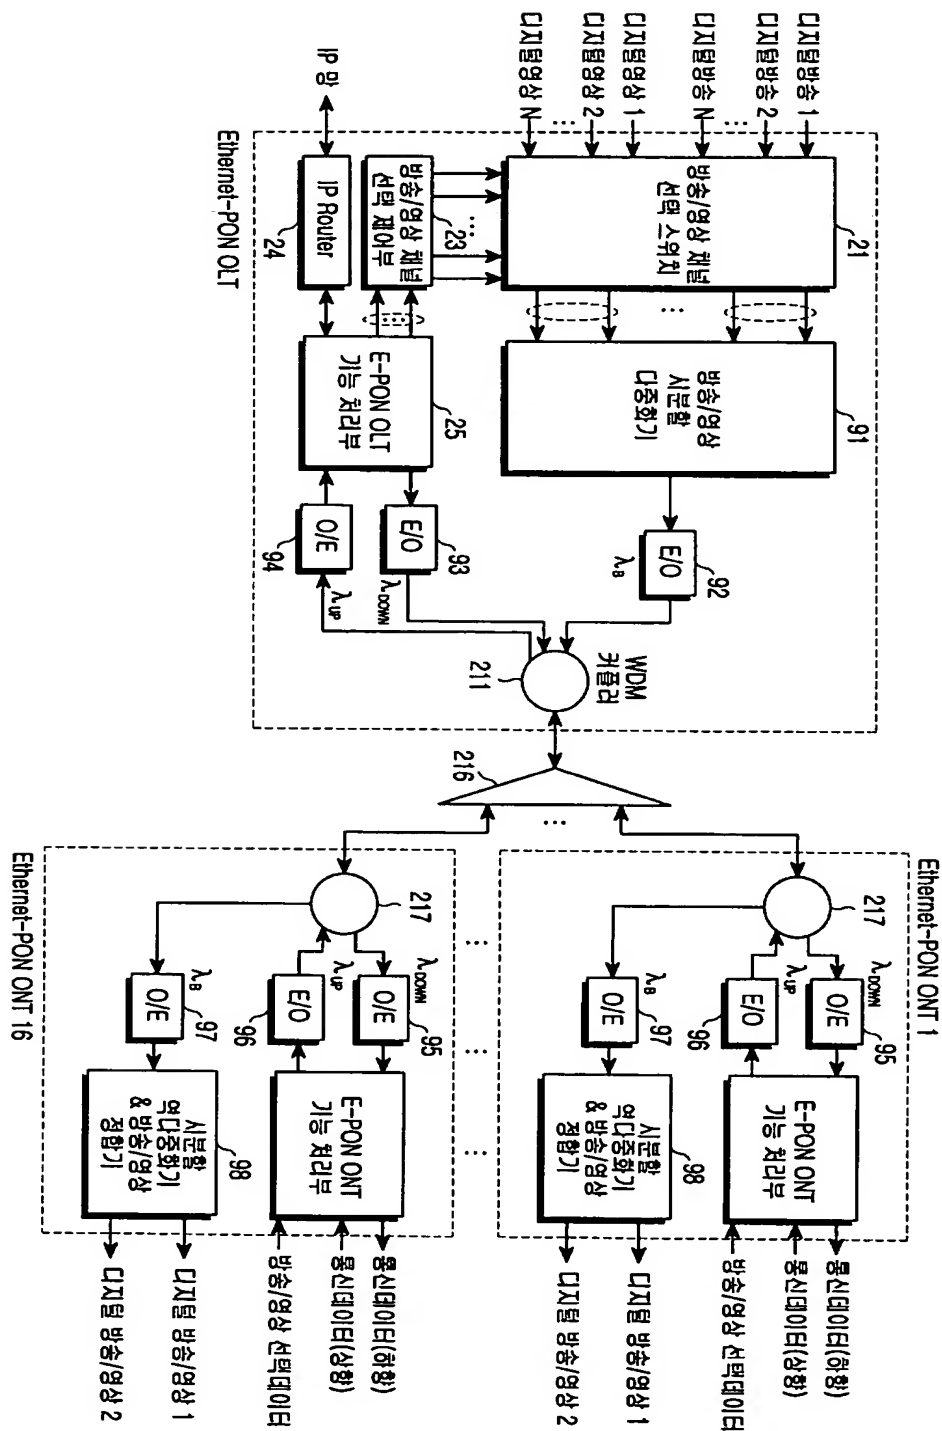 디지털방송 1
디지털방송 2
...
디지털방송 N
디지털영상 1
디지털영상 2
...
디지털영상 N
IP 망
21
방송/영상 채널
선택 스위치
...
방송/영상 채널
선택 제어부
23
IP Router
24
...
...
91
방송/영상
시분할
다중화기
E-PON OLT
기능 처리부
25
E/O
92
λB
E/O
93
λDOWN
O/E
94
λUP
WDM
커플러
211
Ethernet-PON OLT
216
...
Ethernet-PON ONT 1
217
λDOWN
O/E
95
λUP
E/O
96
λB
O/E
97
E-PON ONT
기능 처리부
시분할
역다중화기
& 방송/영상
정합기
98
통신데이터(하향)
통신데이터(상향)
방송/영상 선택데이터
디지털 방송/영상 1
디지털 방송/영상 2
...
...
...
Ethernet-PON ONT 16
217
λDOWN
O/E
95
λUP
E/O
96
λB
O/E
97
E-PON ONT
기능 처리부
시분할
역다중화기
& 방송/영상
정합기
98
통신데이터(하향)
통신데이터(상향)
방송/영상 선택데이터
디지털 방송/영상 1
디지털 방송/영상 2